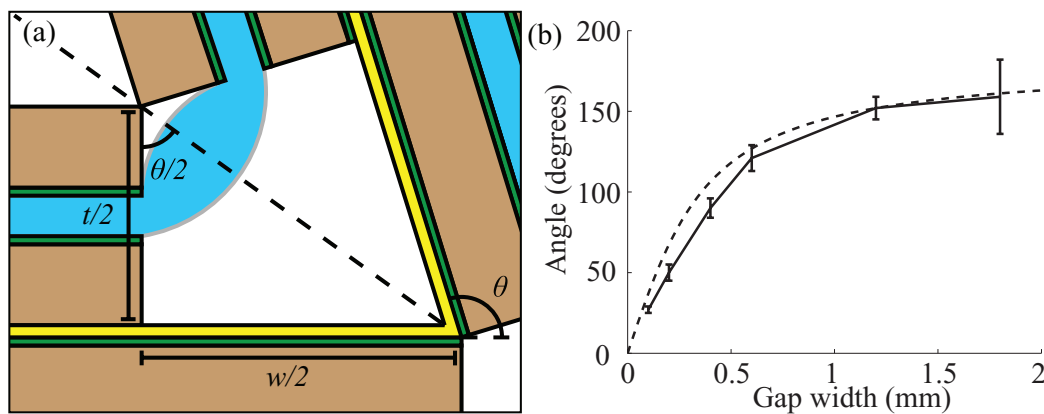 (a)
θ/2
t/2
θ
w/2
(b)
200
150
100
50
0
Angle (degrees)
0
0.5
1
1.5
2
Gap width (mm)